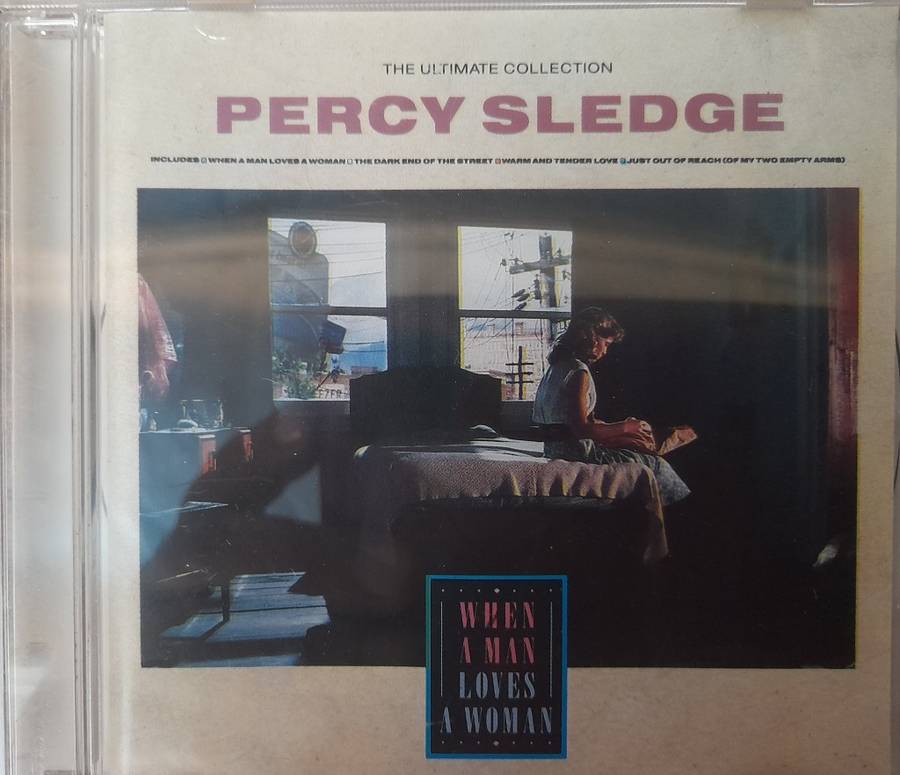 THE ULTIMATE COLLECTION
PERCY SLEDGE
INCLUDES WHEN A MAN LOVES A WOMAN THE DARK END OF THE STREET WARM AND TENDER LOVE JUST OUT OF REACH (OF MY TWO EMPTY ARMS)
WHEN
A MAN
LOVES
A WOMAN